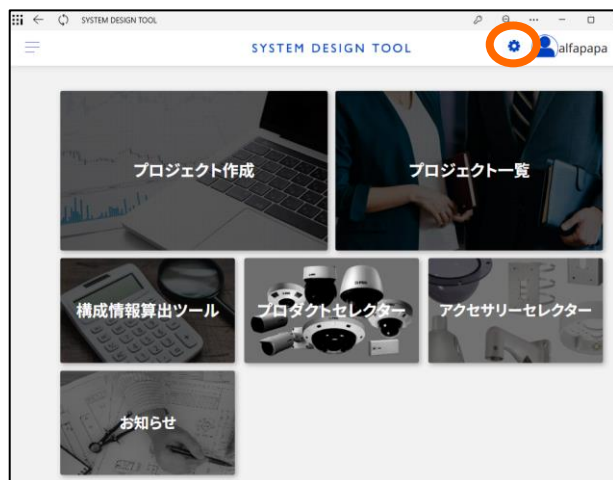 SYSTEM DESIGN TOOL
SYSTEM DESIGN TOOL
alfapapa
プロジェクト作成
プロジェクト一覧
構成情報算出ツール
プロダクトセレクター
アクセサリーセレクター
お知らせ